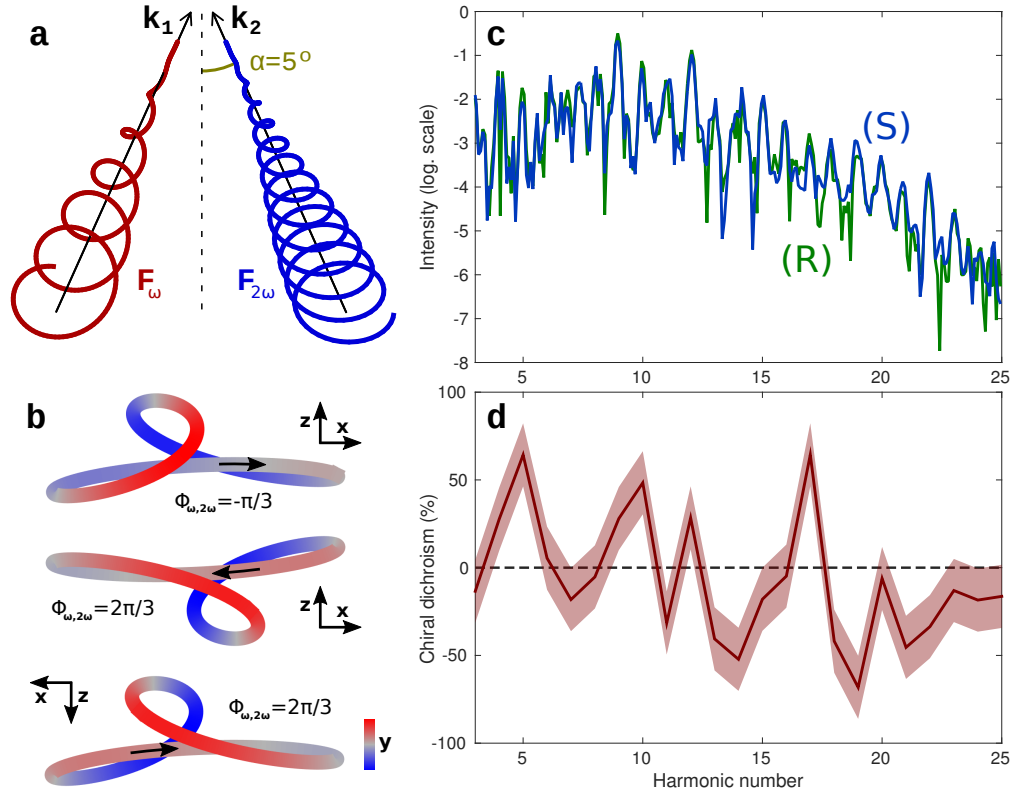 a
k1
k2
α=5°
Fω
F2ω
b
z
x
Φω,2ω=-π/3
Φω,2ω=2π/3
z
x
x
z
Φω,2ω=2π/3
y
c
0
-1
-2
-3
-4
-5
-6
-7
-8
Intensity (log. scale)
(S)
(R)
5
10
15
20
25
d
100
50
0
-50
-100
Chiral dichroism (%)
5
10
15
20
25
Harmonic number